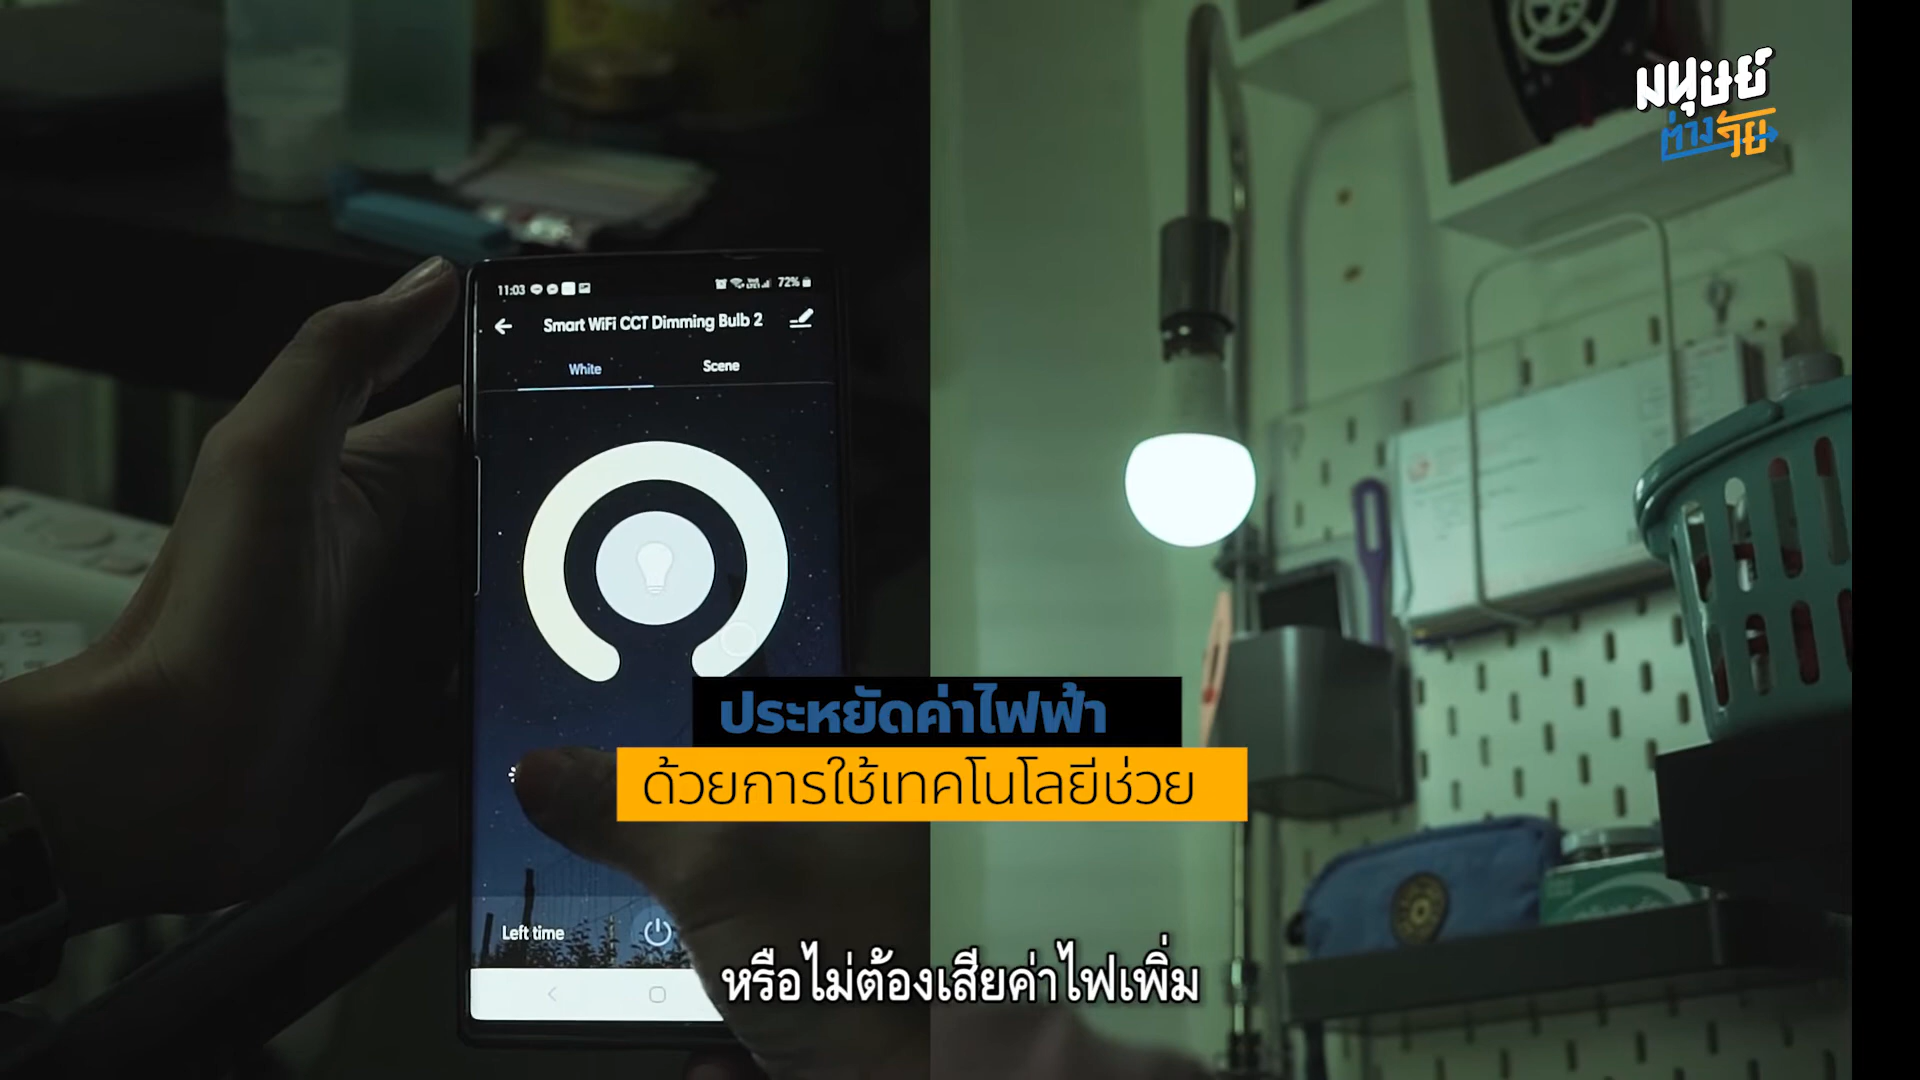 มนุษย์
ต่างวัย
11:03
72%
Smart WiFi CCT Dimming Bulb 2
White
Scene
ประหยัดค่าไฟฟ้า
ด้วยการใช้เทคโนโลยีช่วย
Left time
หรือไม่ต้องเสียค่าไฟเพิ่ม